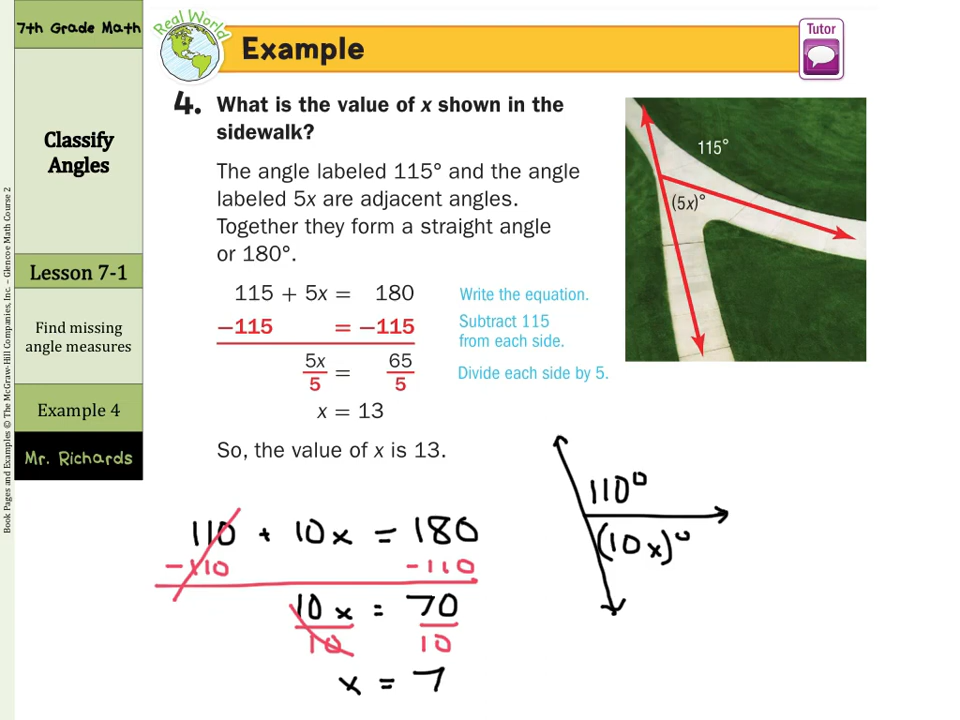 7th Grade Math
Classify
Angles
Lesson 7-1
Find missing
angle measures
Example 4
Mr. Richards
Book Pages and Examples © The McGraw-Hill Companies, Inc. – Glencoe Math Course 2
Real World
Example
Tutor
4. What is the value of x shown in the
sidewalk?
The angle labeled 115° and the angle
labeled 5x are adjacent angles.
Together they form a straight angle
or 180°.
115 + 5x = 180 Write the equation.
−115 = −115 Subtract 115
from each side.
5x = 65
5 5 Divide each side by 5.
x = 13
So, the value of x is 13.
115°
(5x)°
110 + 10x = 180
-110 -110
10x = 70
10 10
x = 7
110°
(10x)°